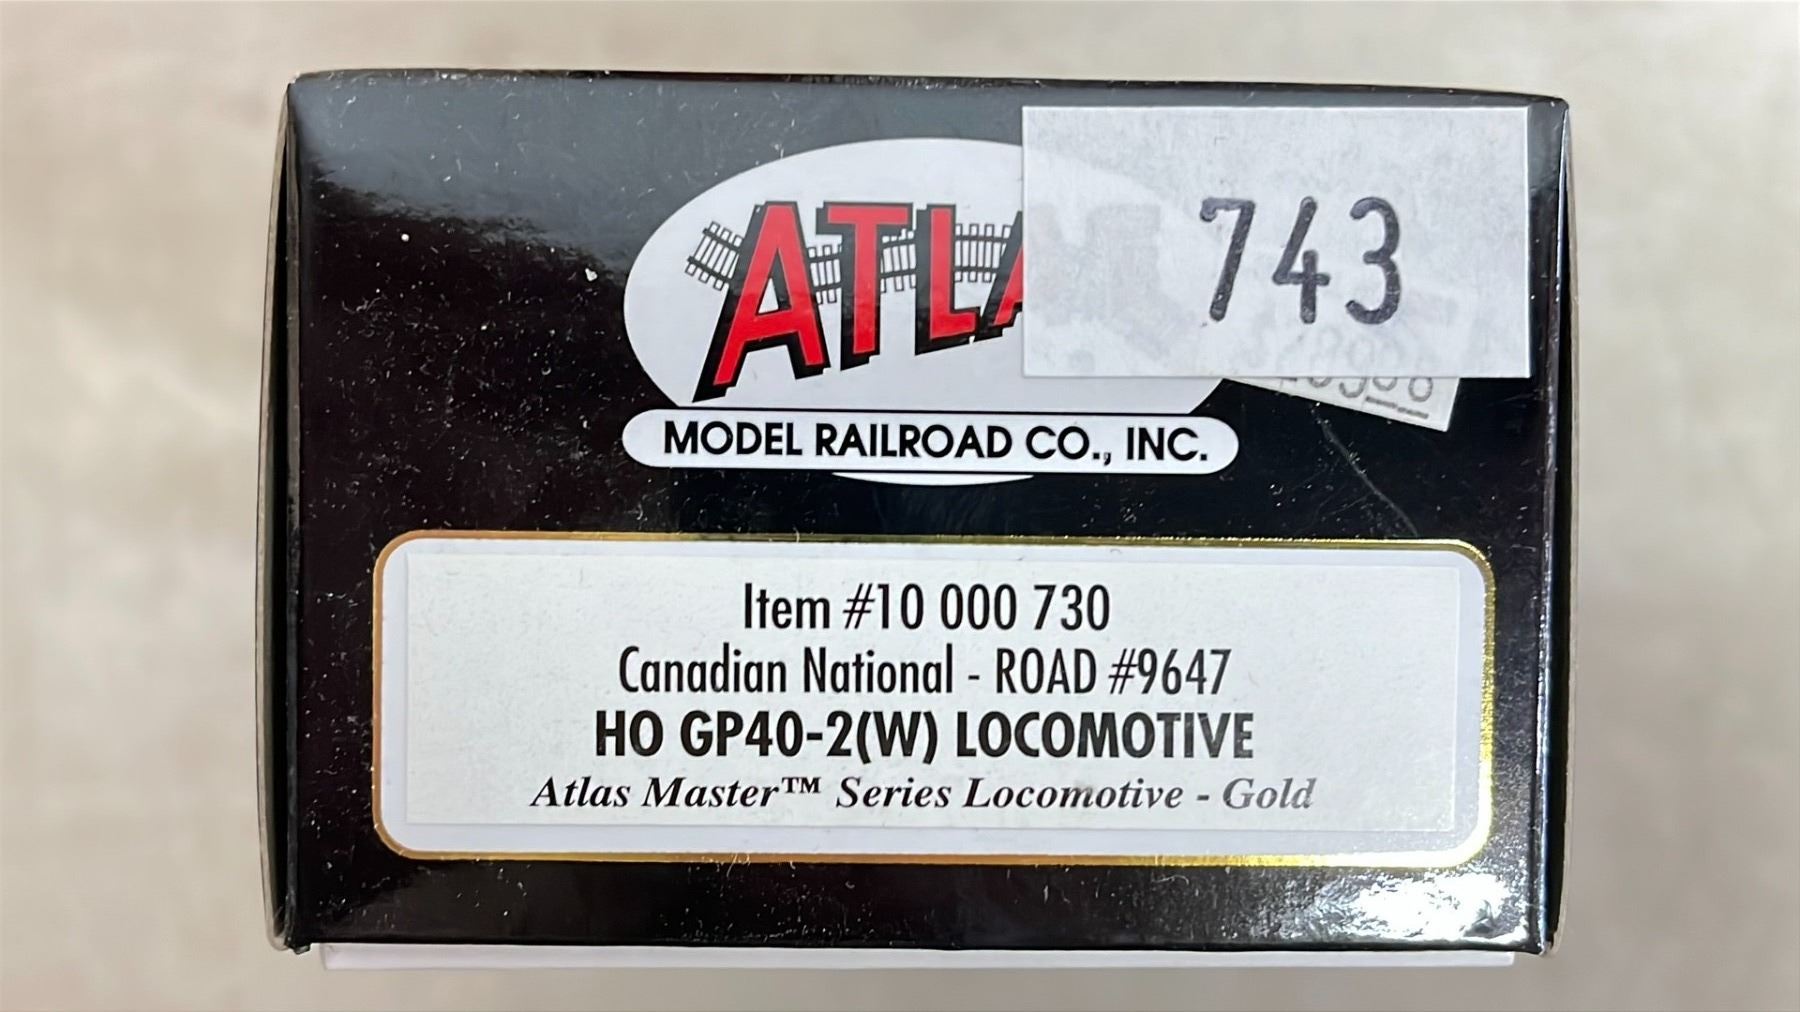 ATLA
743
MODEL RAILROAD CO., INC.
Item #10 000 730
Canadian National - ROAD #9647
HO GP40-2(W) LOCOMOTIVE
Atlas Master™ Series Locomotive - Gold